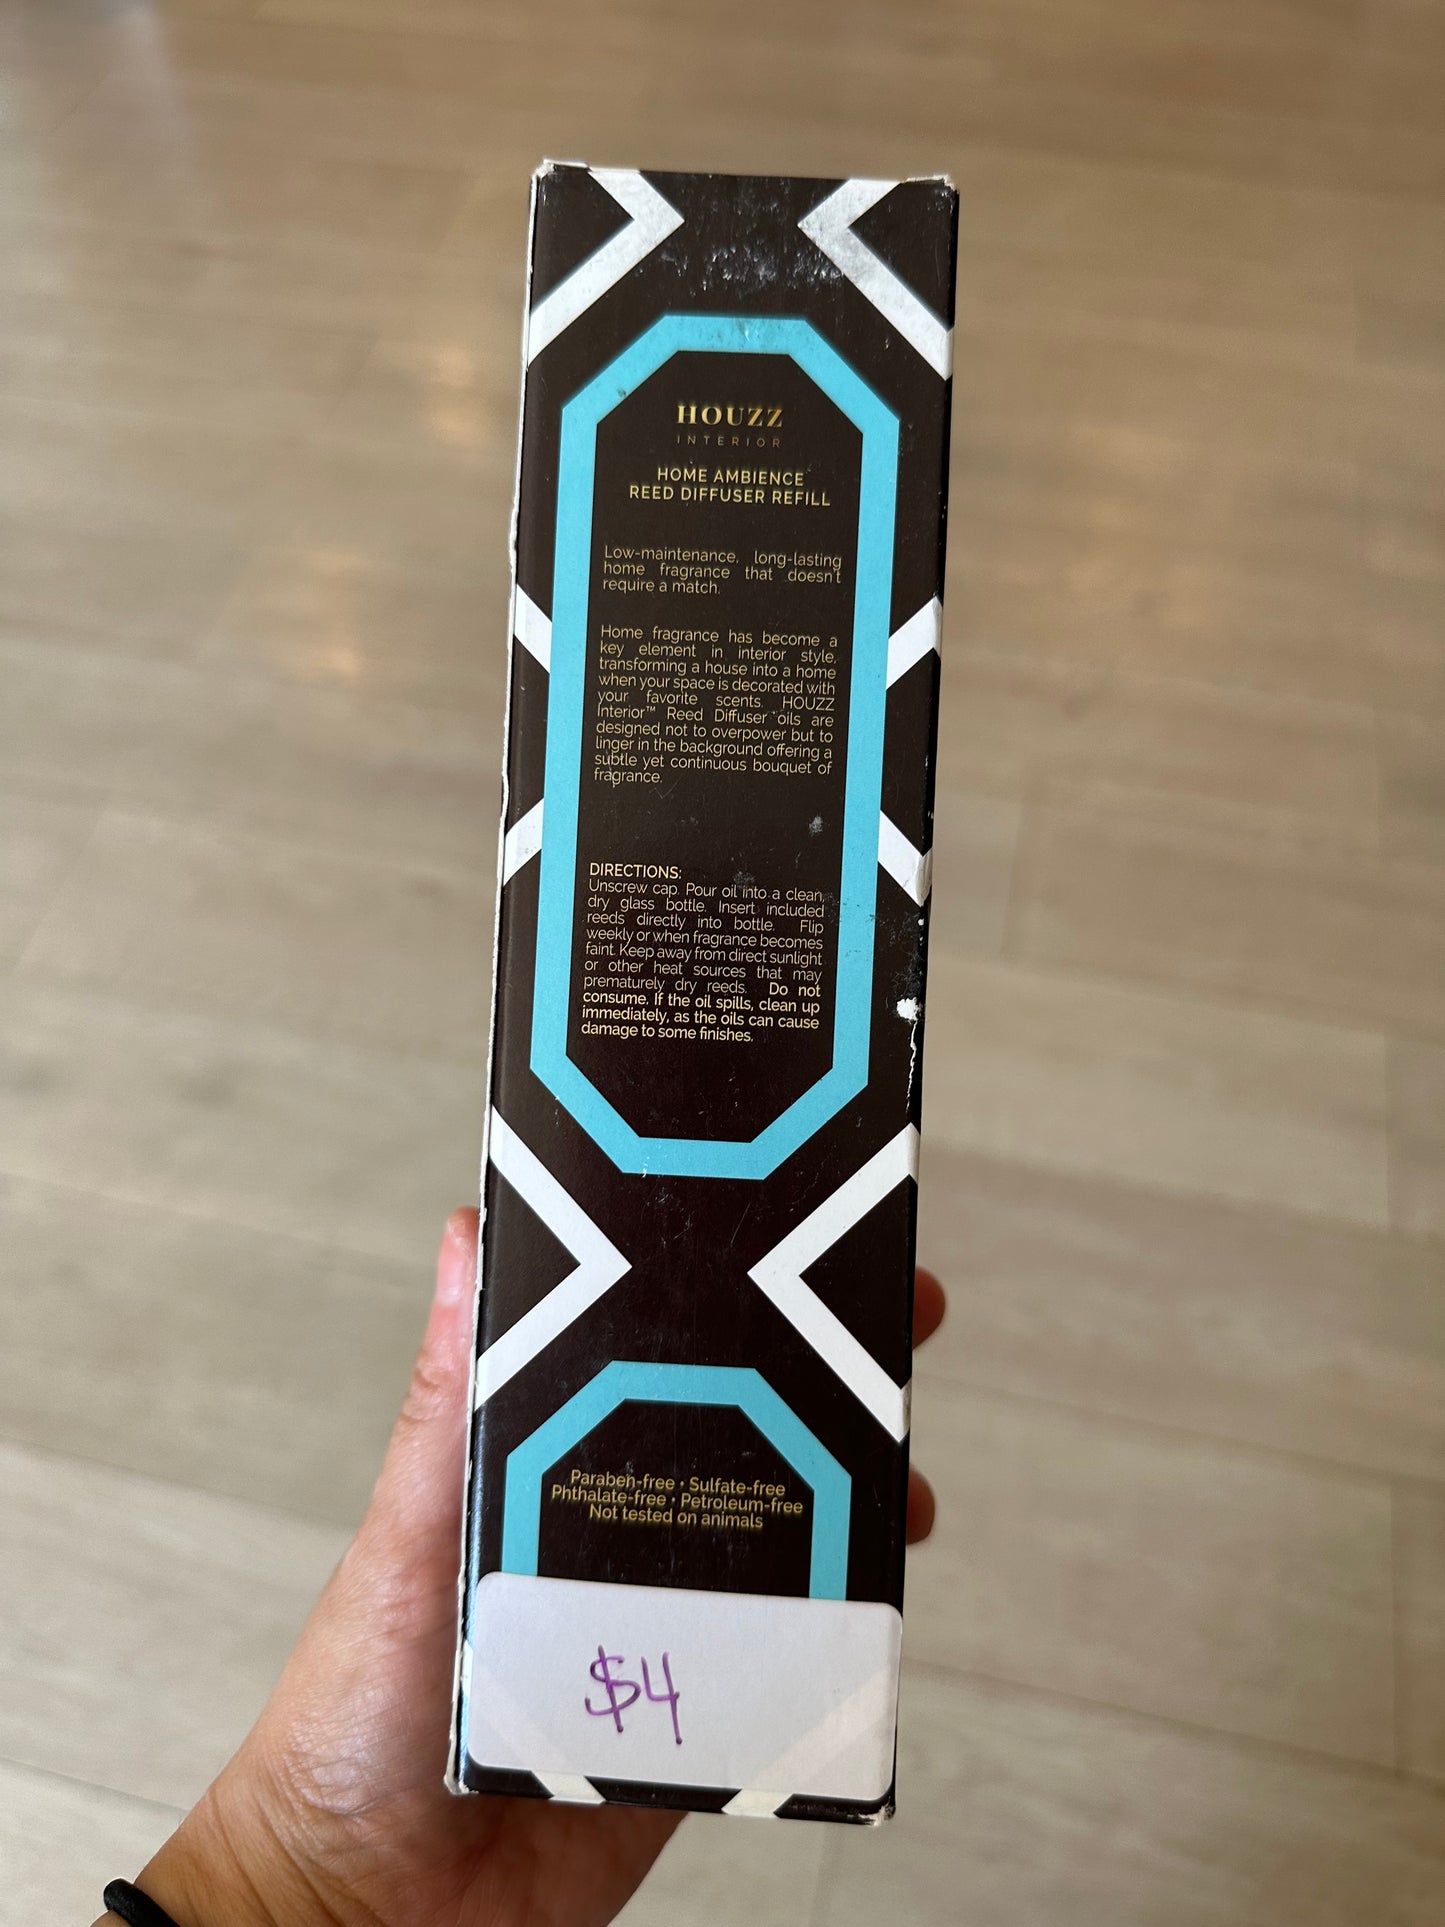 HOUZZ
INTERIOR
HOME AMBIENCE
REED DIFFUSER REFILL
Low-maintenance, long-lasting
home fragrance that doesn't
require a match.
Home fragrance has become a
key element in interior style,
transforming a house into a home
when your space is decorated with
your favorite scents. HOUZZ
Interior™ Reed Diffuser oils are
designed not to overpower but to
linger in the background offering a
subtle yet continuous bouquet of
fragrance.
DIRECTIONS:
Unscrew cap. Pour oil into a clean,
dry glass bottle. Insert included
reeds directly into bottle. Flip
weekly or when fragrance becomes
faint. Keep away from direct sunlight
or other heat sources that may
prematurely dry reeds. Do not
consume. If the oil spills, clean up
immediately, as the oils can cause
damage to some finishes.
Paraben-free • Sulfate-free
Phthalate-free • Petroleum-free
Not tested on animals
$4